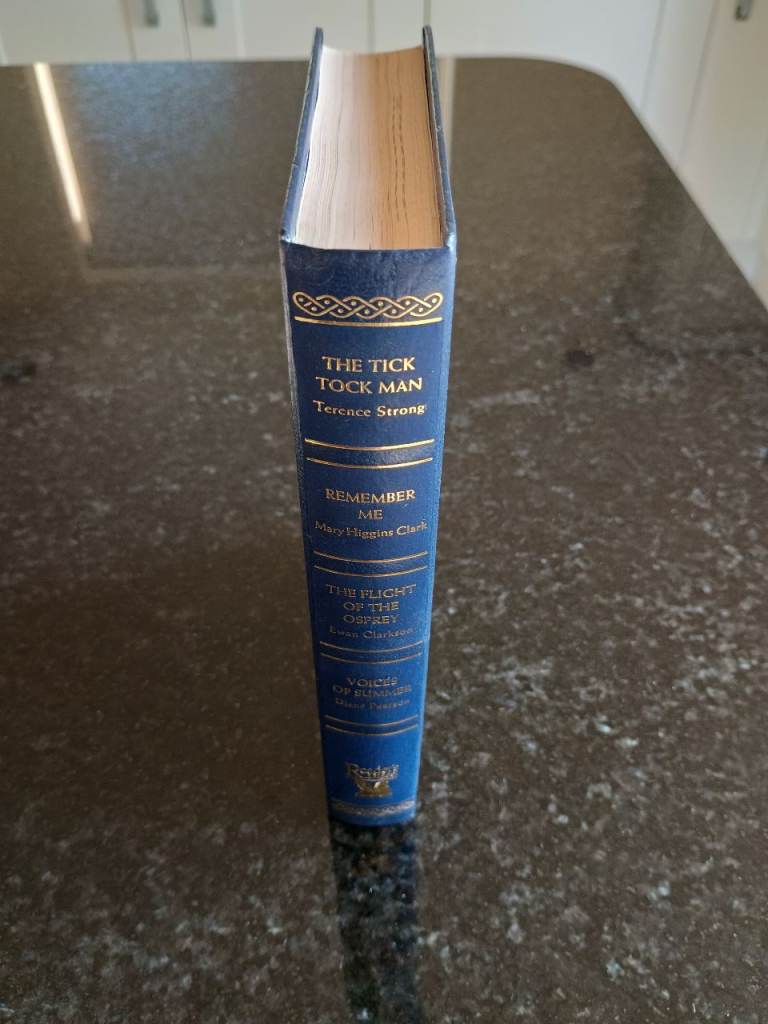 THE TICK
TOCK MAN
Terence Strong
REMEMBER
ME
Mary Higgins Clark
THE FLIGHT
OF THE
OSPREY
Ewan Clarkson
VOICES
OF SUMMER
Diane Pearson
Reader's